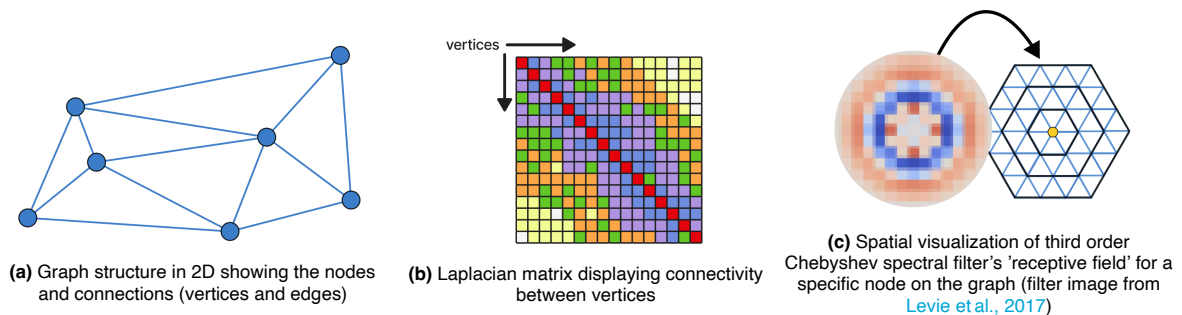 vertices
(a) Graph structure in 2D showing the nodes
and connections (vertices and edges)
(b) Laplacian matrix displaying connectivity
between vertices
(c) Spatial visualization of third order
Chebyshev spectral filter's 'receptive field' for a
specific node on the graph (filter image from
Levie et al., 2017)